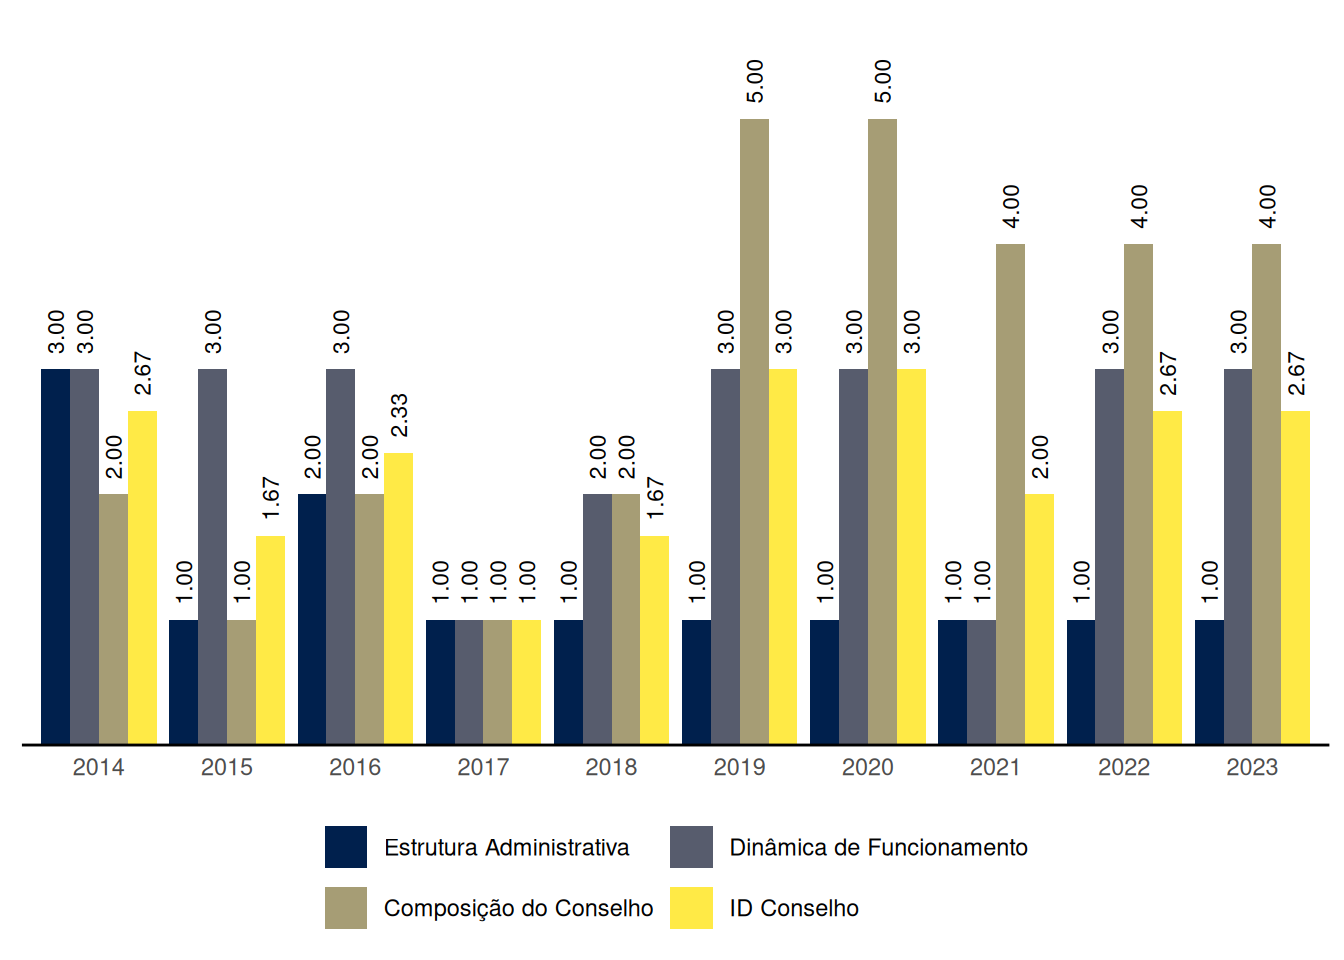 5.00 5.00
4.00 4.00 4.00
3.00 3.00 3.00 3.00 3.00 3.00 3.00 3.00 3.00 3.00
2.67 2.67 2.67
2.33
2.00 2.00 2.00 2.00 2.00 2.00
1.67 1.67
1.00 1.00 1.00 1.00 1.00 1.00 1.00 1.00 1.00 1.00 1.00 1.00 1.00
2014 2015 2016 2017 2018 2019 2020 2021 2022 2023
Estrutura Administrativa Dinâmica de Funcionamento
Composição do Conselho ID Conselho